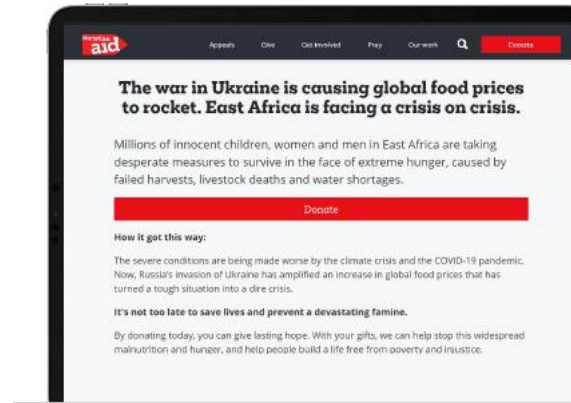 christian
aid
Appeals Give Get Involved Pray Our work Donate
The war in Ukraine is causing global food prices
to rocket. East Africa is facing a crisis on crisis.
Millions of innocent children, women and men in East Africa are taking
desperate measures to survive in the face of extreme hunger, caused by
failed harvests, livestock deaths and water shortages.
Donate
How it got this way:
The severe conditions are being made worse by the climate crisis and the COVID-19 pandemic.
Now, Russia's invasion of Ukraine has amplified an increase in global food prices that has
turned a tough situation into a dire crisis.
It's not too late to save lives and prevent a devastating famine.
By donating today, you can give lasting hope. With your gifts, we can help stop this widespread
malnutrition and hunger, and help people build a life free from poverty and injustice.